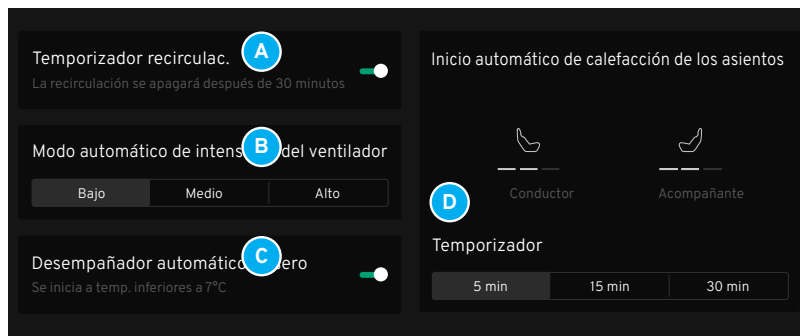 Temporizador recirculac.
A
La recirculación se apagará después de 30 minutos
Modo automático de intens
B
del ventilador
Bajo
Medio
Alto
Desempañador automático
C
ero
Se inicia a temp. inferiores a 7°C
Inicio automático de calefacción de los asientos
Conductor
Acompañante
D
Temporizador
5 min
15 min
30 min